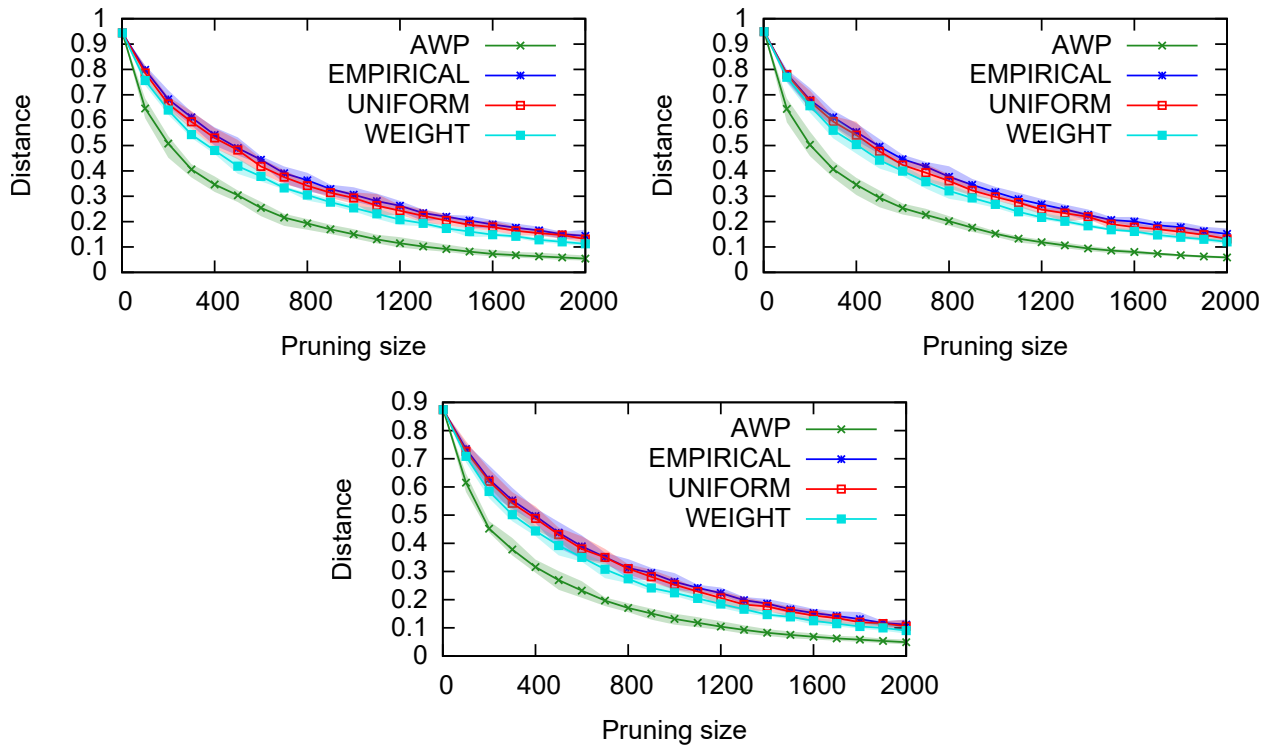 1
0.9
0.8
0.7
0.6
0.5
0.4
0.3
0.2
0.1
0
Distance
AWP
EMPIRICAL
UNIFORM
WEIGHT
0 400 800 1200 1600 2000
Pruning size
1
0.9
0.8
0.7
0.6
0.5
0.4
0.3
0.2
0.1
0
Distance
AWP
EMPIRICAL
UNIFORM
WEIGHT
0 400 800 1200 1600 2000
Pruning size
0.9
0.8
0.7
0.6
0.5
0.4
0.3
0.2
0.1
0
Distance
AWP
EMPIRICAL
UNIFORM
WEIGHT
0 400 800 1200 1600 2000
Pruning size